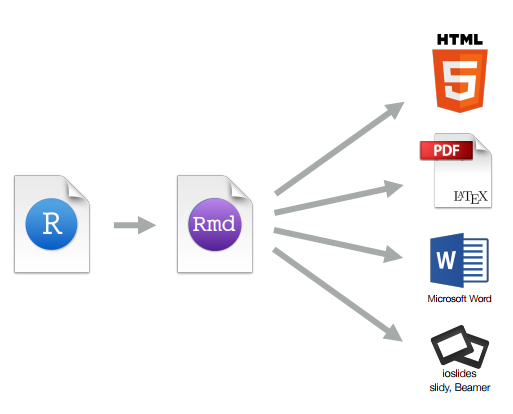 HTML
5
PDF
LATEX
R
Rmd
W
Microsoft Word
ioslides
slidy, Beamer